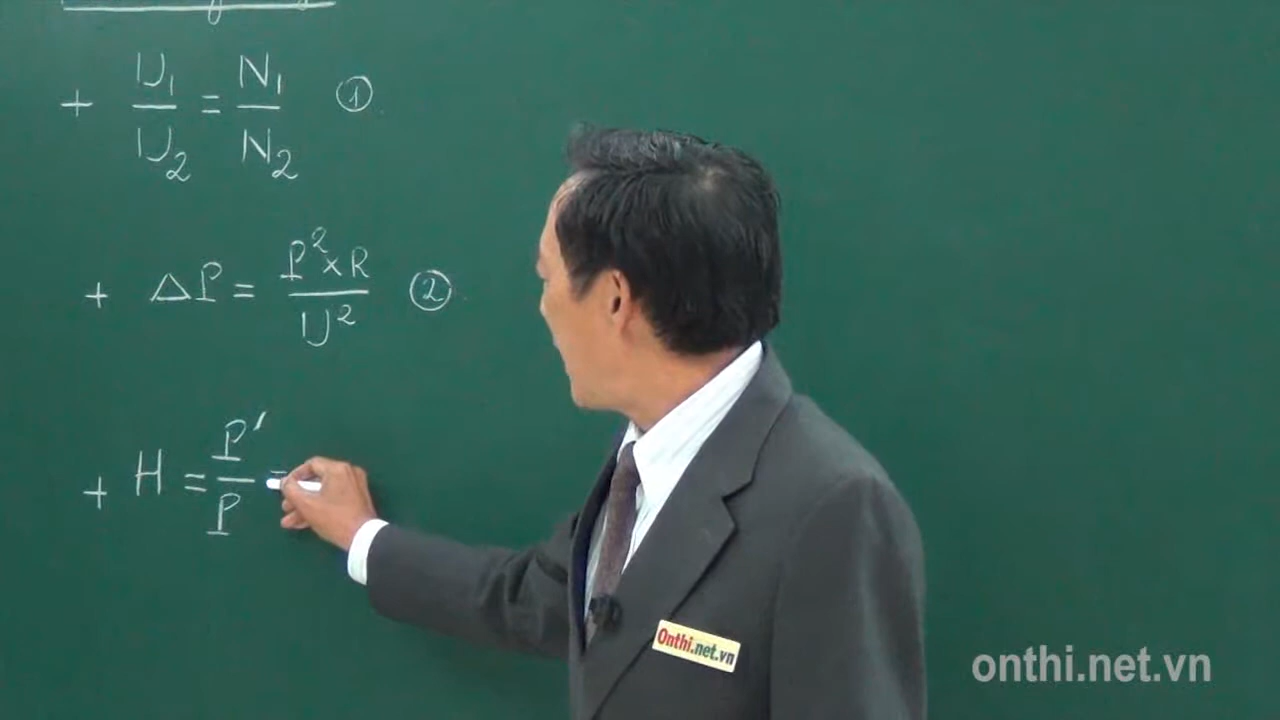 + U₁/U₂ = N₁/N₂ ①
+ ΔP = P² x R / U² ②
+ H = P'/P =
Onthi.net.vn
onthi.net.vn